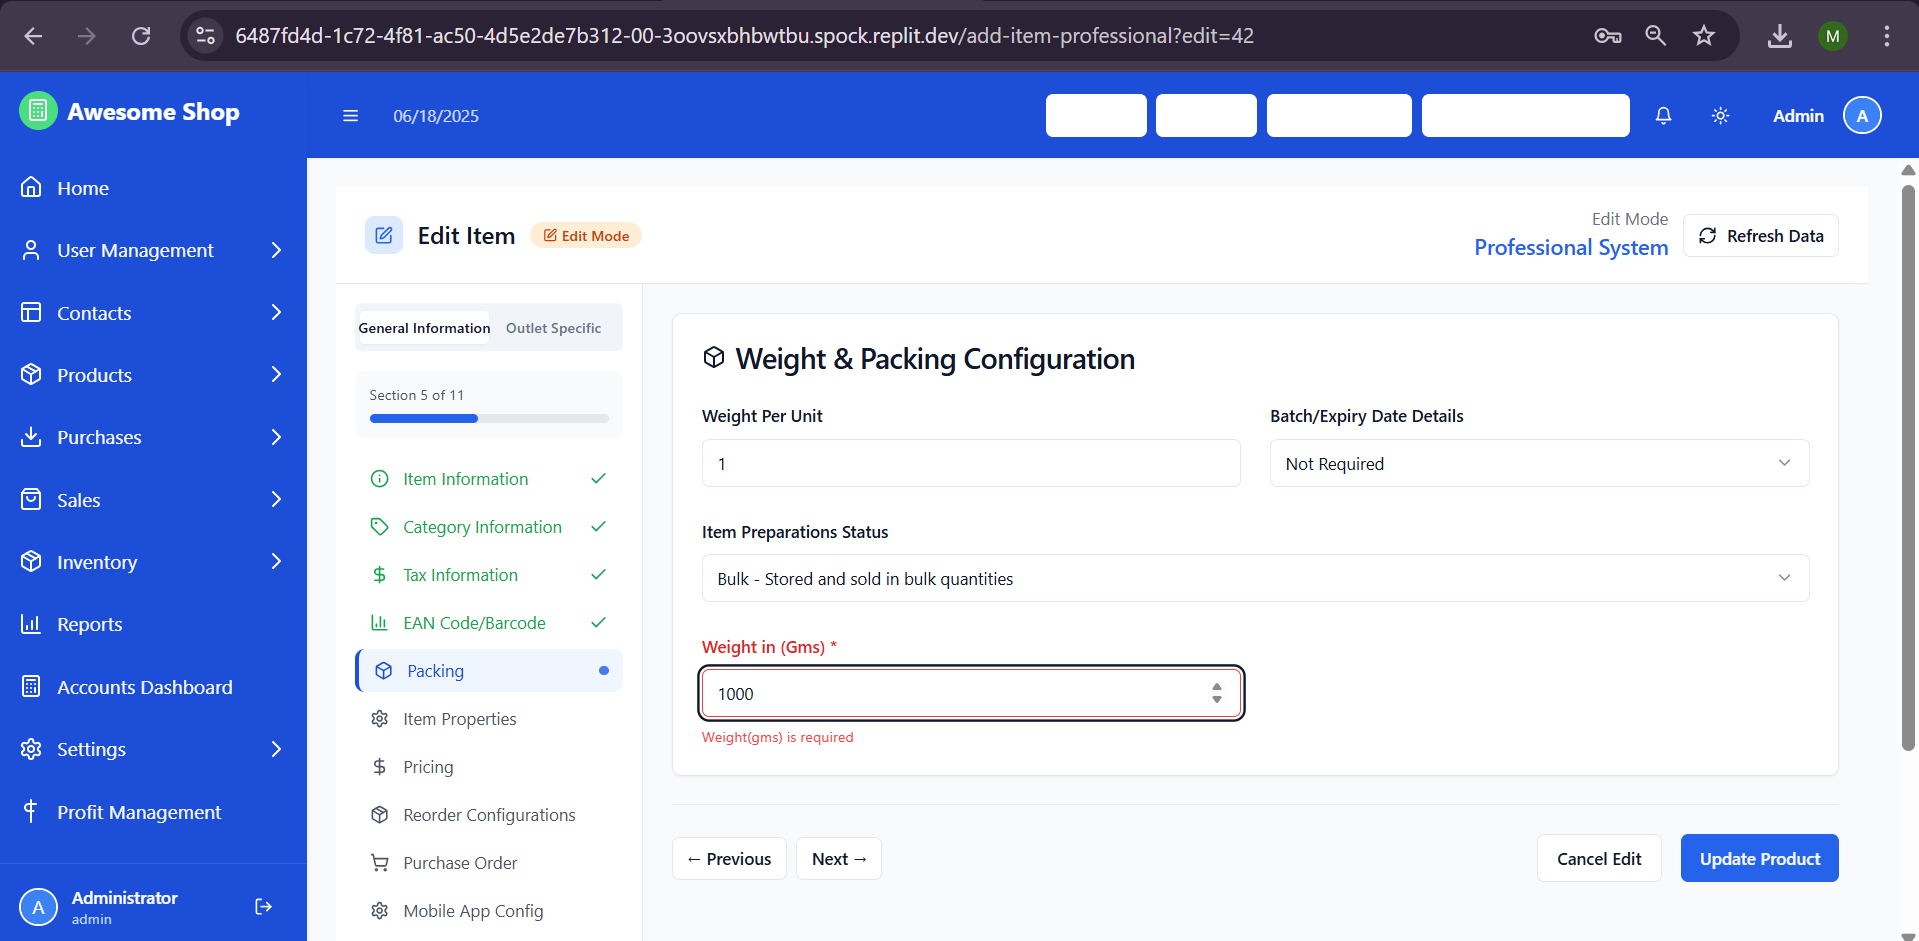 6487fd4d-1c72-4f81-ac50-4d5e2de7b312-00-3oovsxbhbwtbu.spock.replit.dev/add-item-professional?edit=42
M
Awesome Shop
06/18/2025
Admin
A
Home
User Management
Contacts
Products
Purchases
Sales
Inventory
Reports
Accounts Dashboard
Settings
Profit Management
A
Administrator
admin
Edit Item
Edit Mode
Edit Mode
Professional System
Refresh Data
General Information
Outlet Specific
Section 5 of 11
Item Information
Category Information
Tax Information
EAN Code/Barcode
Packing
Item Properties
Pricing
Reorder Configurations
Purchase Order
Mobile App Config
Weight & Packing Configuration
Weight Per Unit
1
Batch/Expiry Date Details
Not Required
Item Preparations Status
Bulk - Stored and sold in bulk quantities
Weight in (Gms) *
1000
Weight(gms) is required
← Previous
Next →
Cancel Edit
Update Product